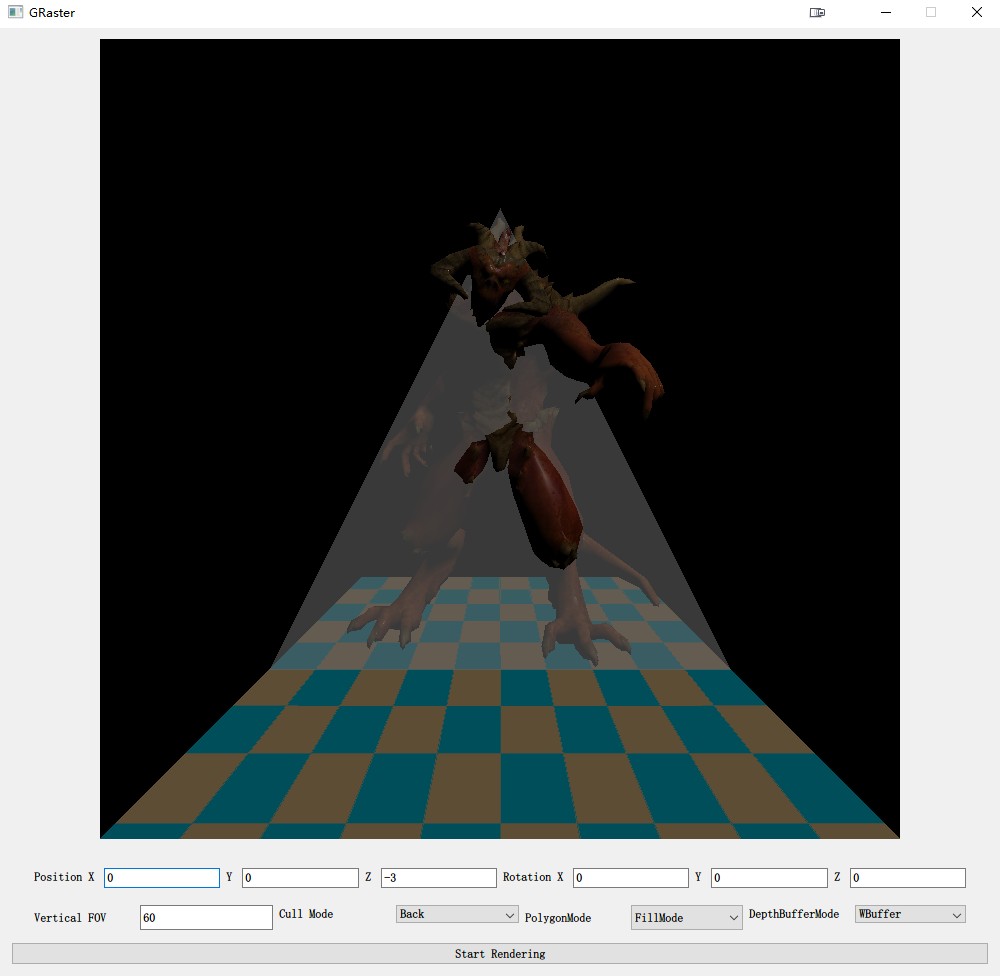 GRaster
Position X 0 Y 0 Z -3 Rotation X 0 Y 0 Z 0
Vertical FOV 60 Cull Mode Back PolygonMode FillMode DepthBufferMode WBuffer
Start Rendering